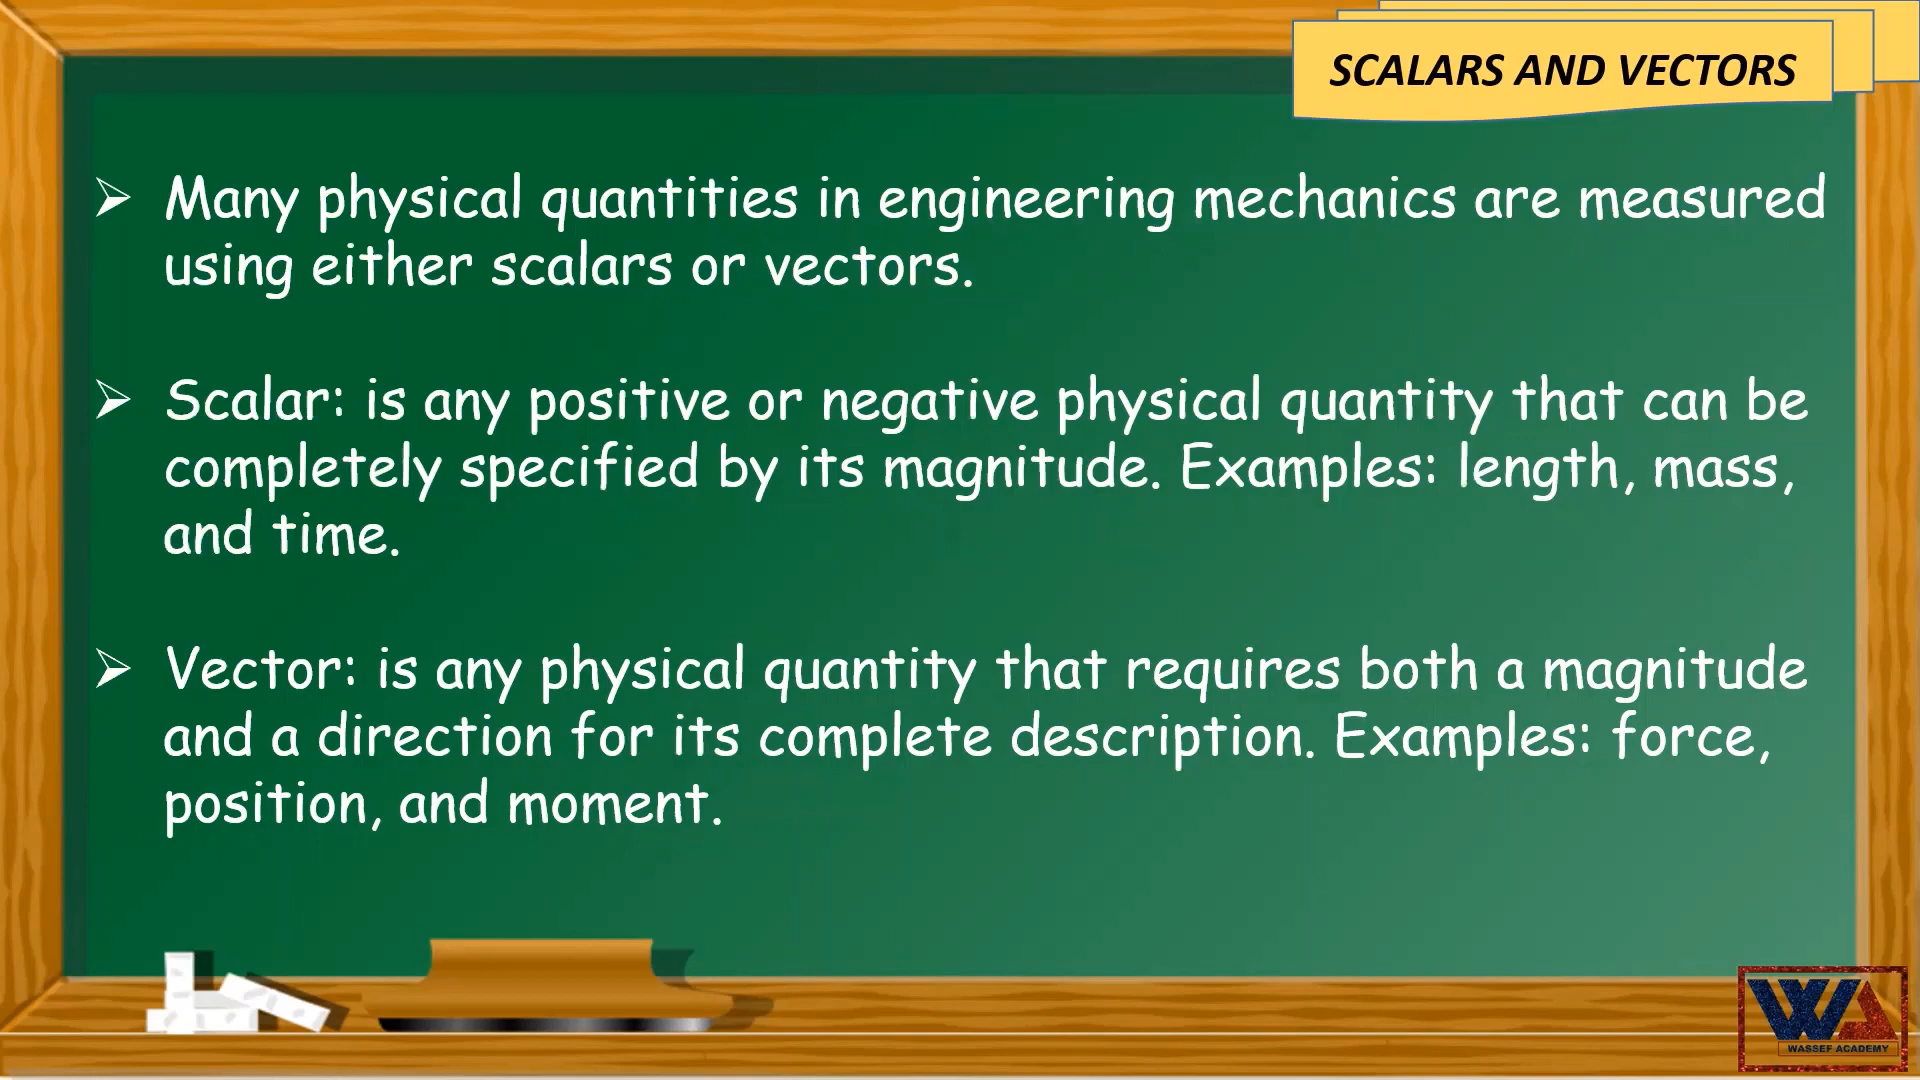 SCALARS AND VECTORS
➢ Many physical quantities in engineering mechanics are measured
using either scalars or vectors.
➢ Scalar: is any positive or negative physical quantity that can be
completely specified by its magnitude. Examples: length, mass,
and time.
➢ Vector: is any physical quantity that requires both a magnitude
and a direction for its complete description. Examples: force,
position, and moment.
WA
WASSEF ACADEMY